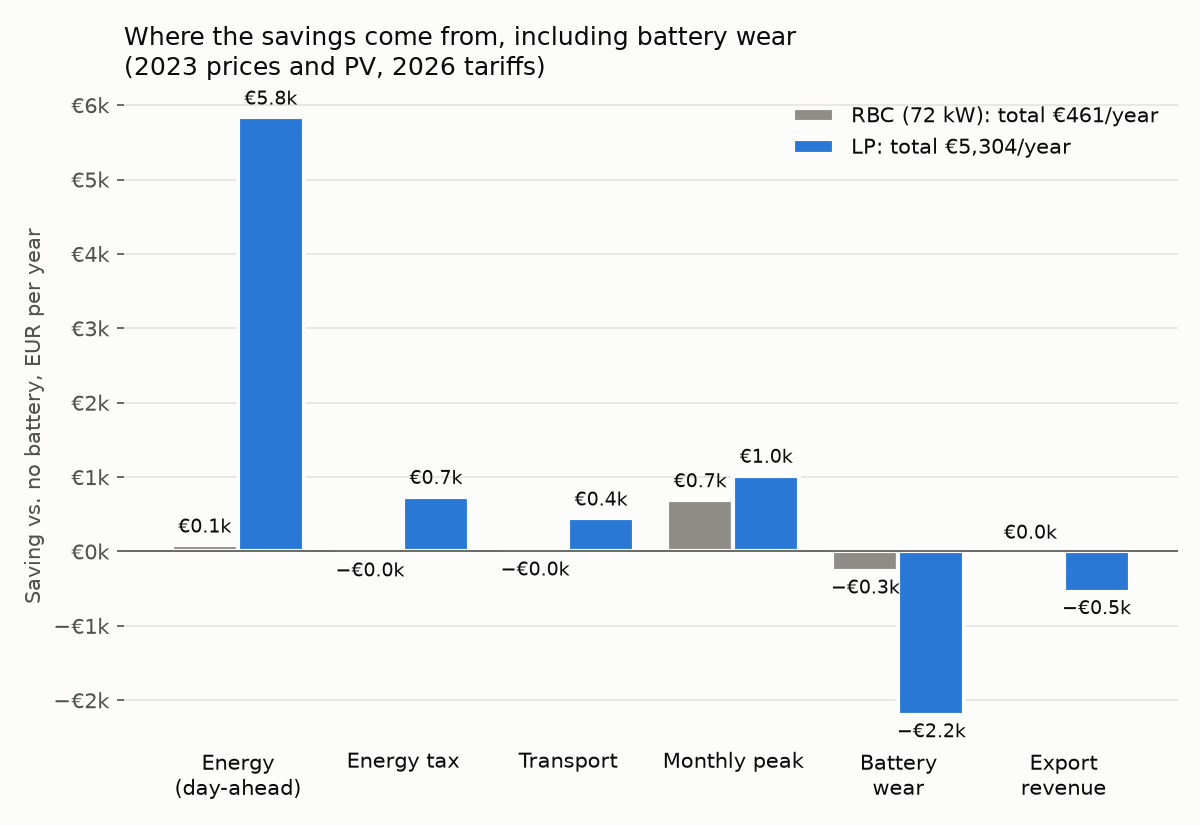 Where the savings come from, including battery wear
(2023 prices and PV, 2026 tariffs)
RBC (72 kW): total €461/year
LP: total €5,304/year
Saving vs. no battery, EUR per year
€6k
€5k
€4k
€3k
€2k
€1k
€0k
−€1k
−€2k
€0.1k
€5.8k
−€0.0k
€0.7k
−€0.0k
€0.4k
€0.7k
€1.0k
−€0.3k
−€2.2k
€0.0k
−€0.5k
Energy
(day-ahead)
Energy tax
Transport
Monthly peak
Battery
wear
Export
revenue